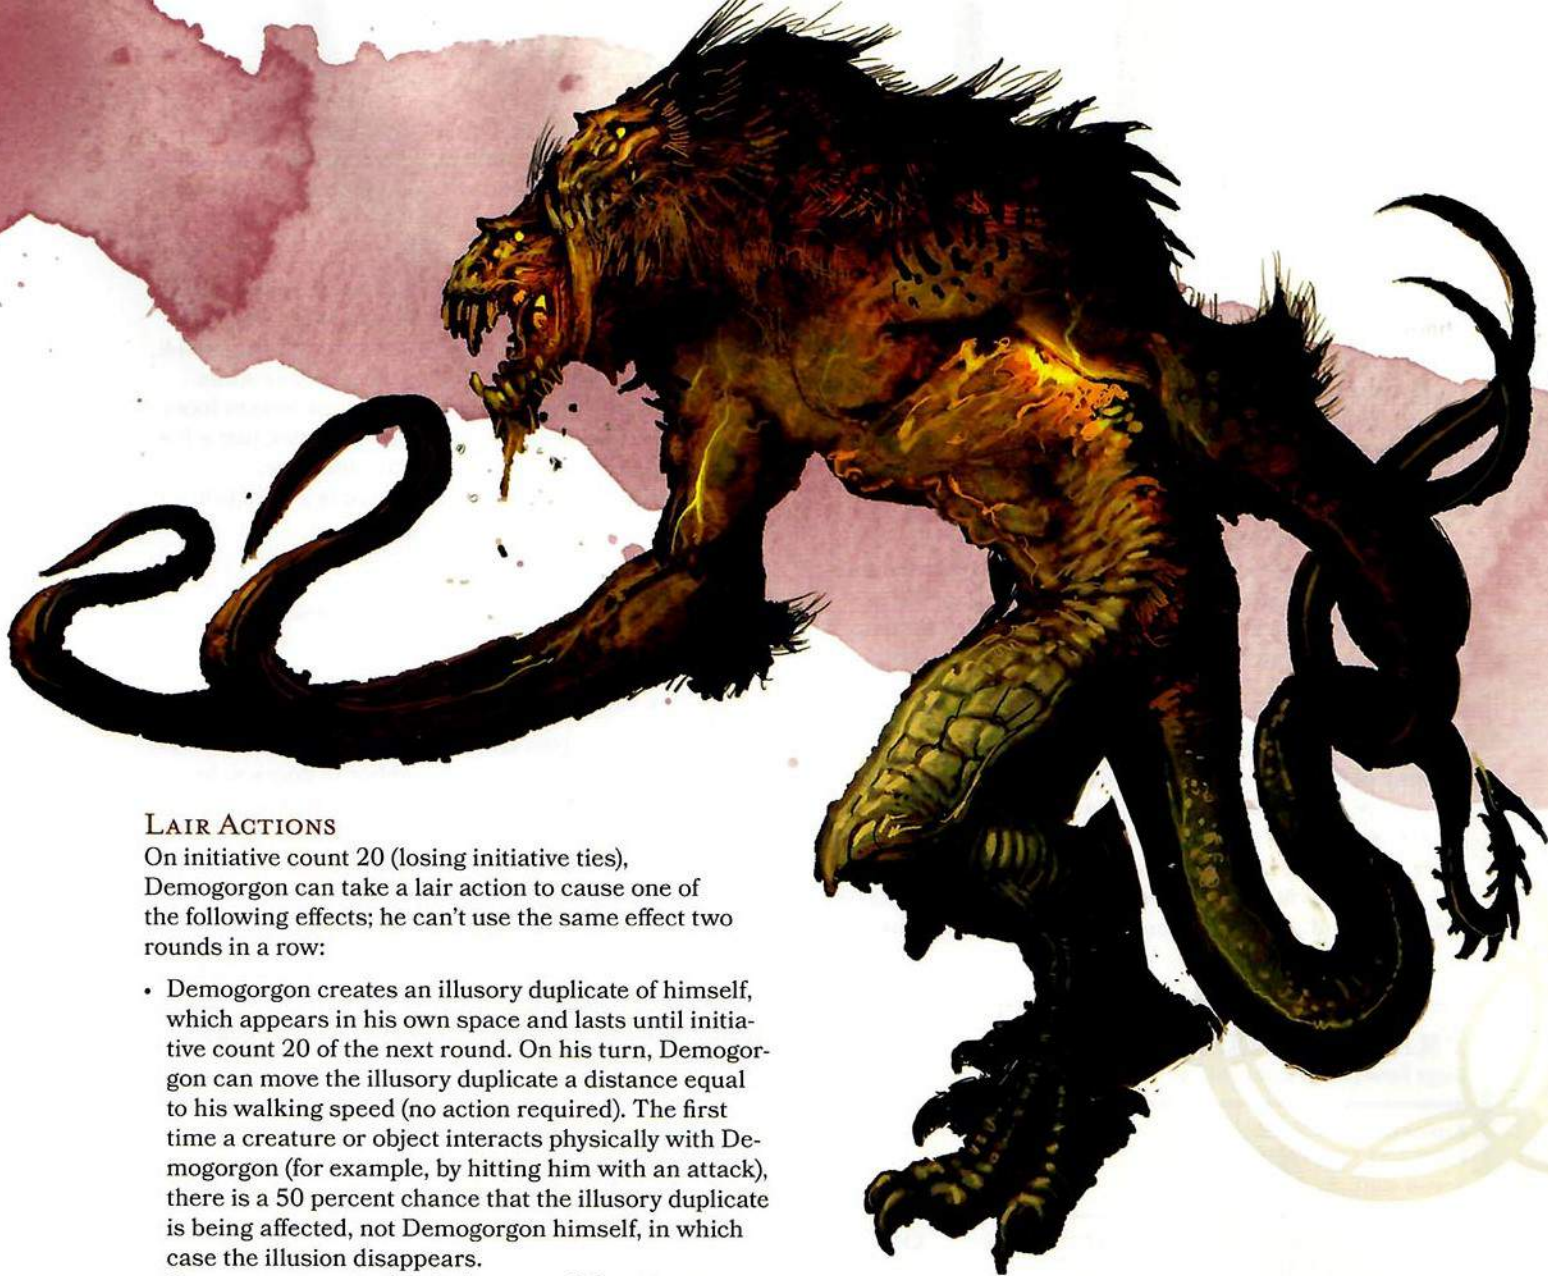 LAIR ACTIONS
On initiative count 20 (losing initiative ties),
Demogorgon can take a lair action to cause one of
the following effects; he can't use the same effect two
rounds in a row:
• Demogorgon creates an illusory duplicate of himself,
which appears in his own space and lasts until initia-
tive count 20 of the next round. On his turn, Demogor-
gon can move the illusory duplicate a distance equal
to his walking speed (no action required). The first
time a creature or object interacts physically with De-
mogorgon (for example, by hitting him with an attack),
there is a 50 percent chance that the illusory duplicate
is being affected, not Demogorgon himself, in which
case the illusion disappears.